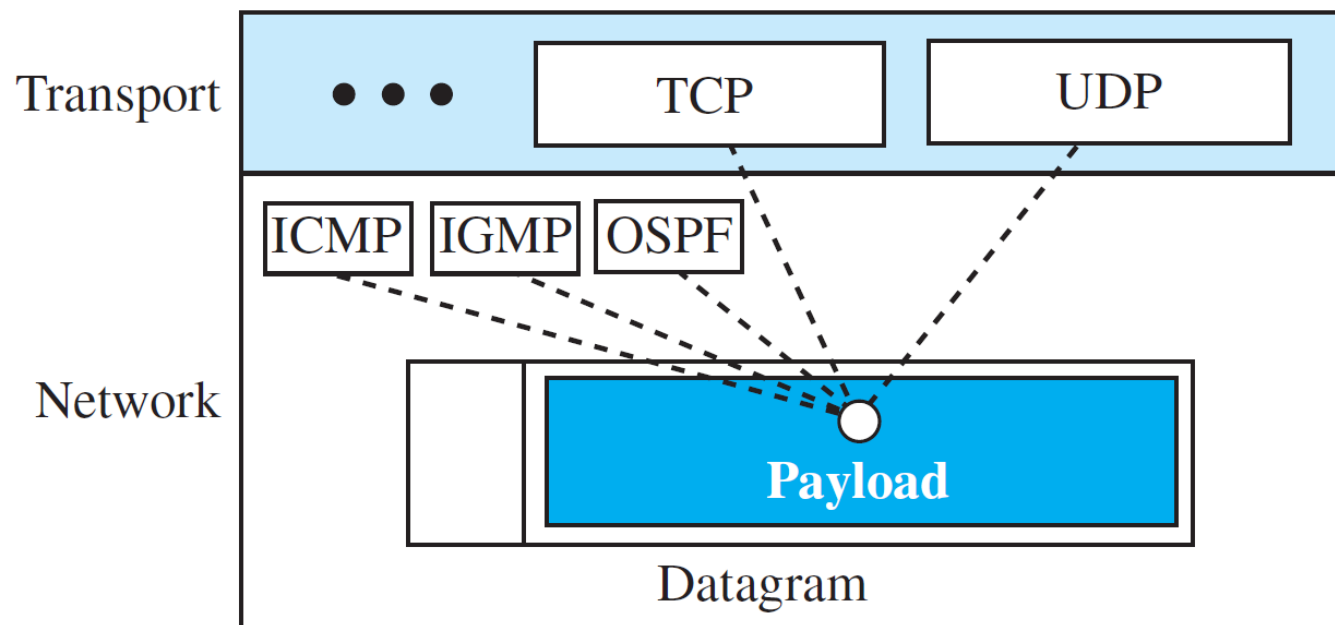 Transport
TCP
UDP
ICMP
IGMP
OSPF
Network
Payload
Datagram